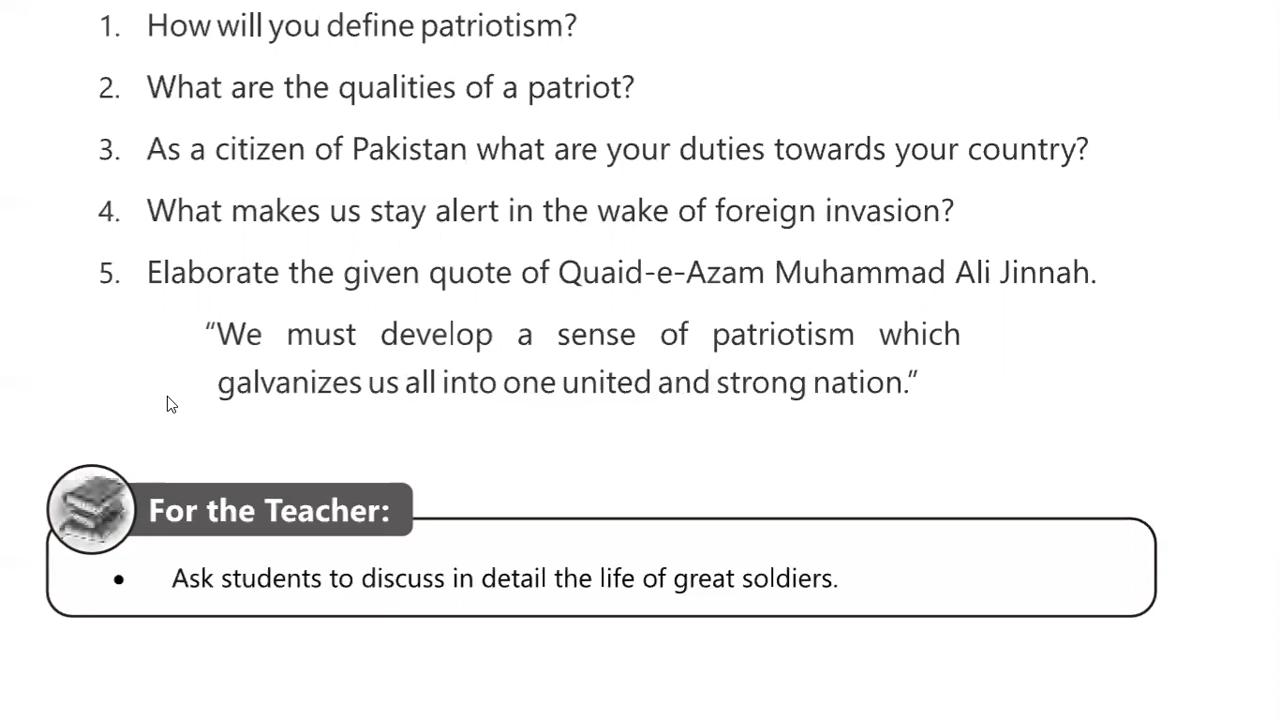 1. How will you define patriotism?
2. What are the qualities of a patriot?
3. As a citizen of Pakistan what are your duties towards your country?
4. What makes us stay alert in the wake of foreign invasion?
5. Elaborate the given quote of Quaid-e-Azam Muhammad Ali Jinnah.
“We must develop a sense of patriotism which
galvanizes us all into one united and strong nation.”
For the Teacher:
• Ask students to discuss in detail the life of great soldiers.